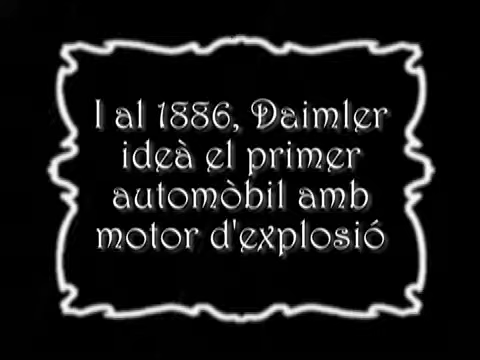 I al 1886, Daimler
ideà el primer
automòbil amb
motor d'explosió